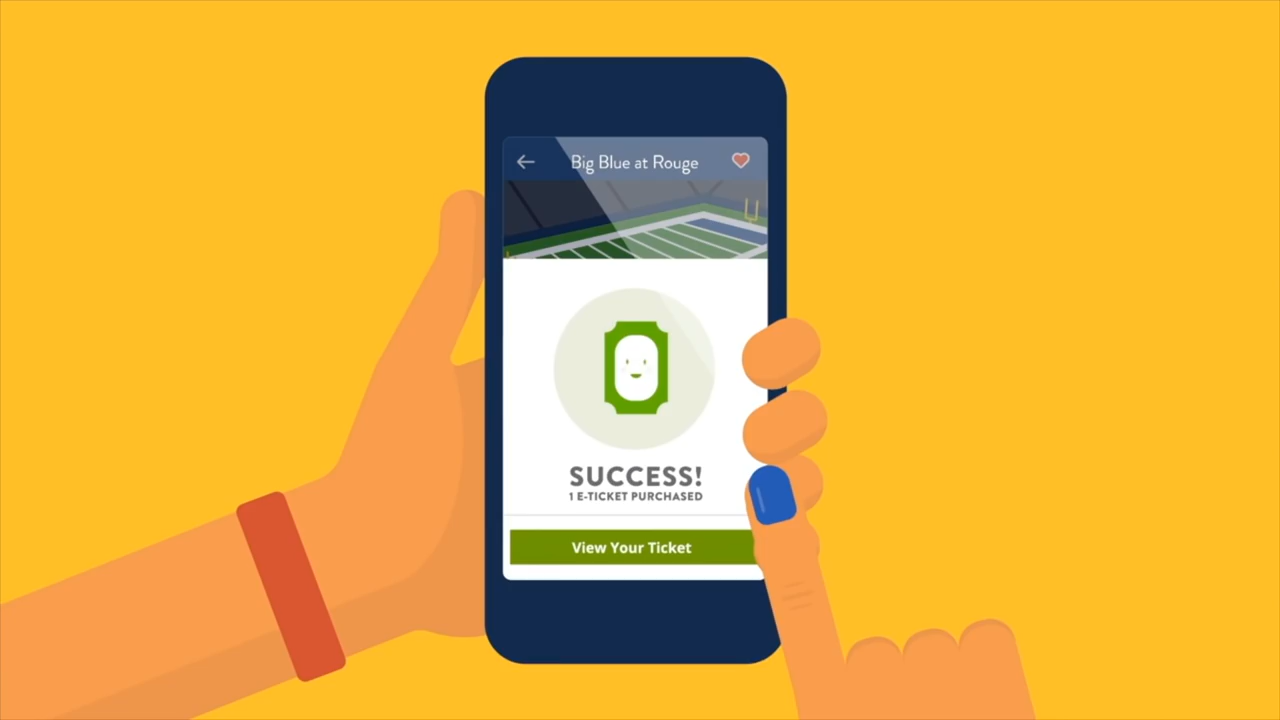 Big Blue at Rouge
SUCCESS!
1 E-TICKET PURCHASED
View Your Ticket